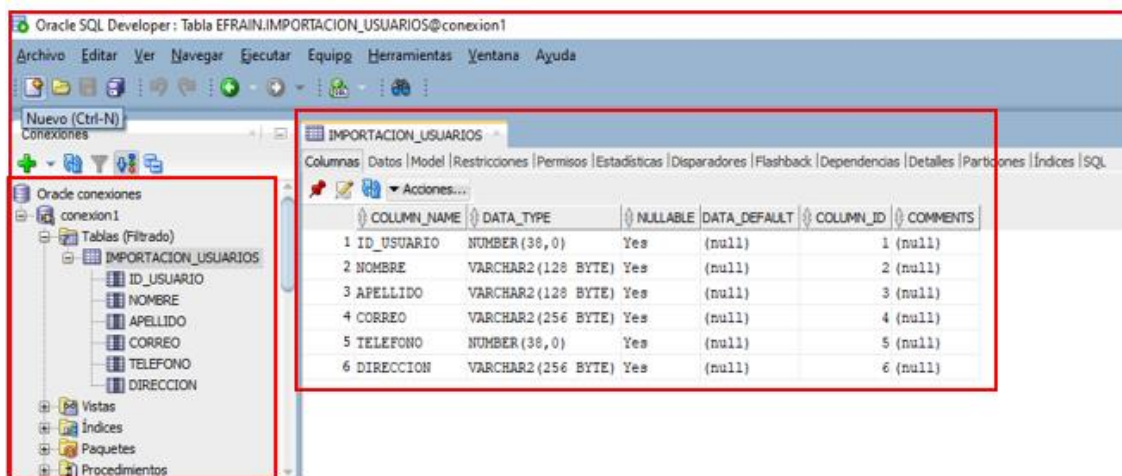 Oracle SQL Developer : Tabla EFRAIN.IMPORTACION_USUARIOS@conexion1
Archivo Editar Ver Navegar Ejecutar Equipo Herramientas Ventana Ayuda
Nuevo (Ctrl-N)
Conexiones
Oracle conexiones
conexion1
Tablas (Filtrado)
IMPORTACION_USUARIOS
ID_USUARIO
NOMBRE
APELLIDO
CORREO
TELEFONO
DIRECCION
Vistas
Índices
Paquetes
Procedimientos
IMPORTACION_USUARIOS
Columnas Datos |Model |Restricciones |Permisos |Estadísticas |Disparadores |Flashback |Dependencias |Detalles |Particiones |Índices |SQL
Acciones...
COLUMN_NAME DATA_TYPE NULLABLE DATA_DEFAULT COLUMN_ID COMMENTS
1 ID_USUARIO NUMBER(38,0) Yes (null) 1 (null)
2 NOMBRE VARCHAR2(128 BYTE) Yes (null) 2 (null)
3 APELLIDO VARCHAR2(128 BYTE) Yes (null) 3 (null)
4 CORREO VARCHAR2(256 BYTE) Yes (null) 4 (null)
5 TELEFONO NUMBER(38,0) Yes (null) 5 (null)
6 DIRECCION VARCHAR2(256 BYTE) Yes (null) 6 (null)